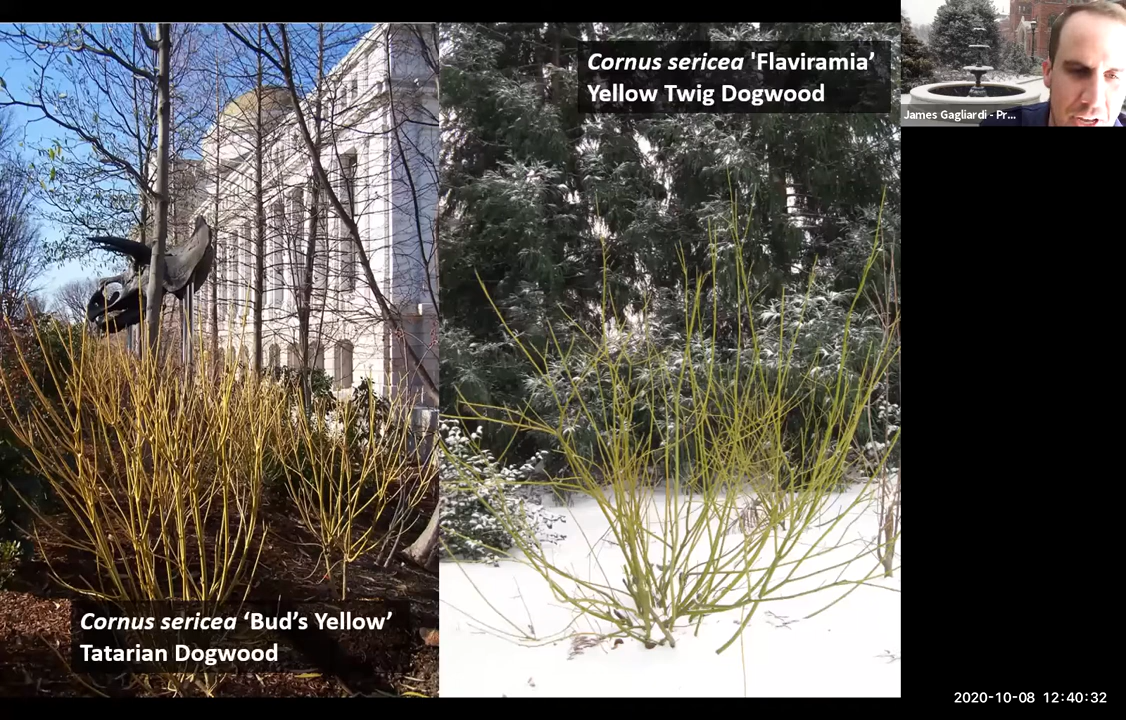 Cornus sericea 'Flaviramia’
Yellow Twig Dogwood
James Gagliardi - Pr...
Cornus sericea ‘Bud’s Yellow’
Tatarian Dogwood
2020-10-08 12:40:32